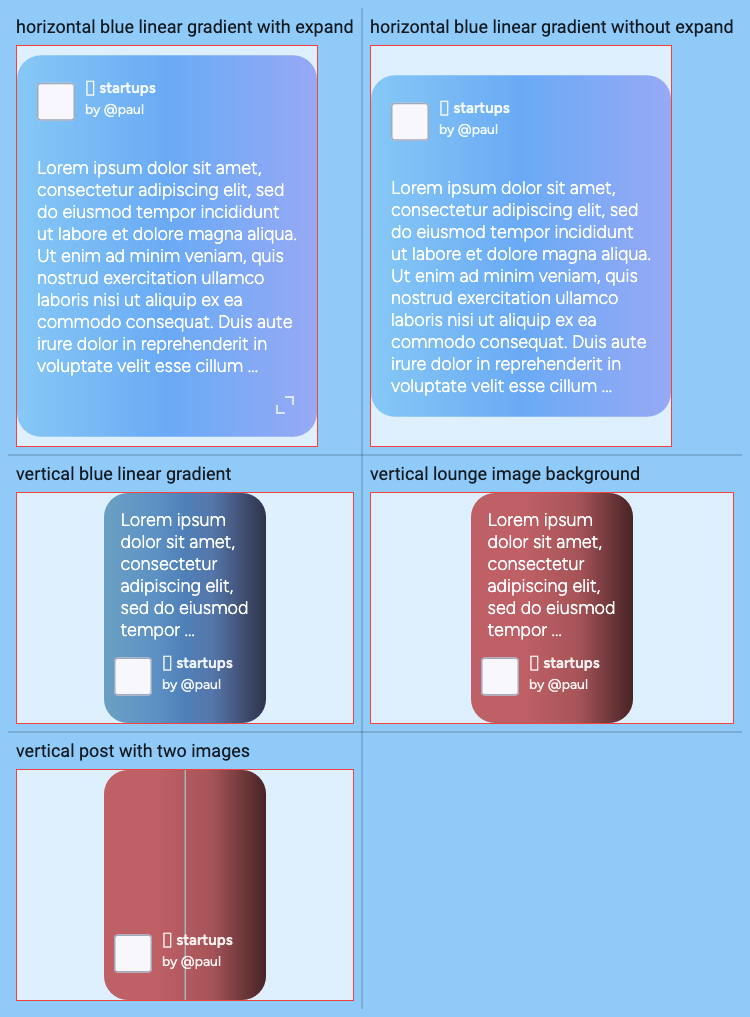 horizontal blue linear gradient with expand
startups
by @paul
Lorem ipsum dolor sit amet,
consectetur adipiscing elit, sed
do eiusmod tempor incididunt
ut labore et dolore magna aliqua.
Ut enim ad minim veniam, quis
nostrud exercitation ullamco
laboris nisi ut aliquip ex ea
commodo consequat. Duis aute
irure dolor in reprehenderit in
voluptate velit esse cillum ...
horizontal blue linear gradient without expand
startups
by @paul
Lorem ipsum dolor sit amet,
consectetur adipiscing elit, sed
do eiusmod tempor incididunt
ut labore et dolore magna aliqua.
Ut enim ad minim veniam, quis
nostrud exercitation ullamco
laboris nisi ut aliquip ex ea
commodo consequat. Duis aute
irure dolor in reprehenderit in
voluptate velit esse cillum ...
vertical blue linear gradient
Lorem ipsum
dolor sit amet,
consectetur
adipiscing elit,
sed do eiusmod
tempor ...
startups
by @paul
vertical lounge image background
Lorem ipsum
dolor sit amet,
consectetur
adipiscing elit,
sed do eiusmod
tempor ...
startups
by @paul
vertical post with two images
startups
by @paul